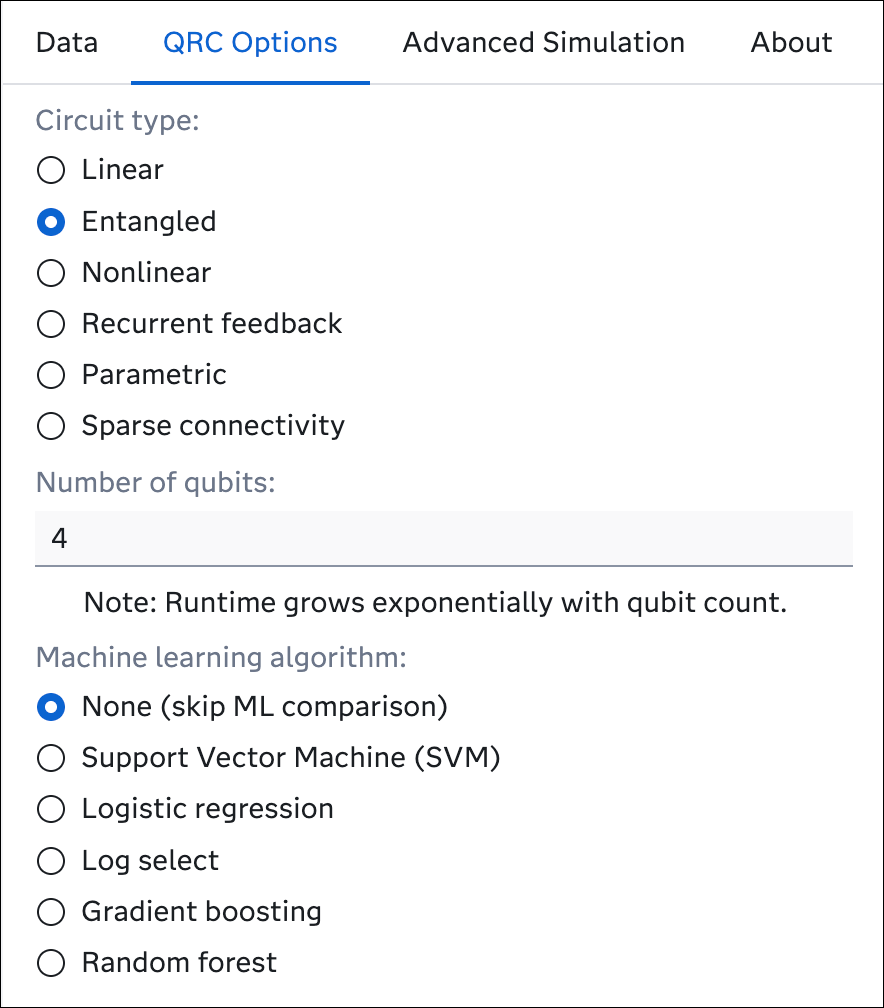 Data QRC Options Advanced Simulation About
Circuit type:
Linear
Entangled
Nonlinear
Recurrent feedback
Parametric
Sparse connectivity
Number of qubits:
4
Note: Runtime grows exponentially with qubit count.
Machine learning algorithm:
None (skip ML comparison)
Support Vector Machine (SVM)
Logistic regression
Log select
Gradient boosting
Random forest